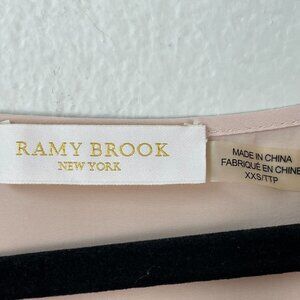 RAMY BROOK
NEW YORK
MADE IN CHINA
FABRIQUÉ EN CHINE
XXS/TTP